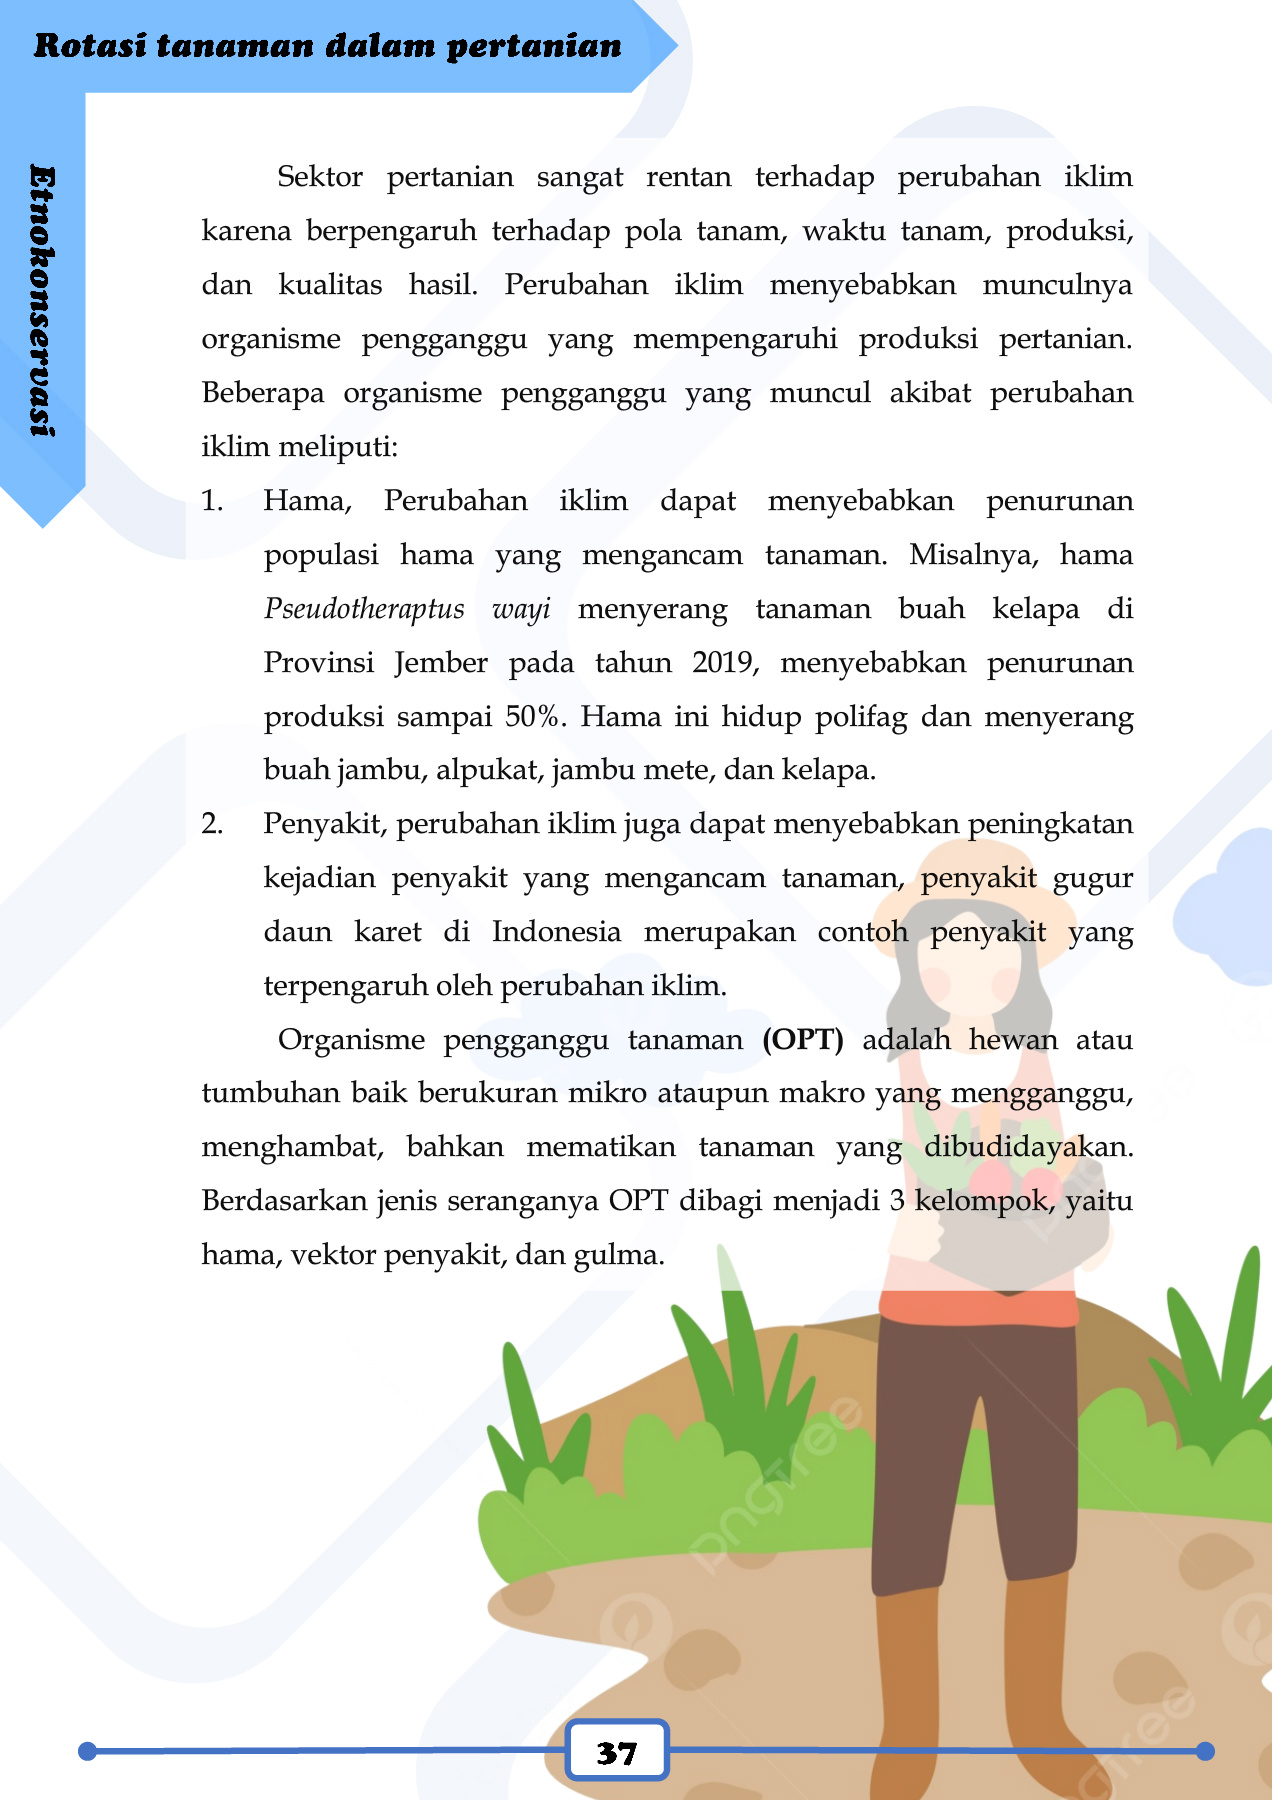 Rotasi tanaman dalam pertanian
Etnokonservasi
Sektor pertanian sangat rentan terhadap perubahan iklim
karena berpengaruh terhadap pola tanam, waktu tanam, produksi,
dan kualitas hasil. Perubahan iklim menyebabkan munculnya
organisme pengganggu yang mempengaruhi produksi pertanian.
Beberapa organisme pengganggu yang muncul akibat perubahan
iklim meliputi:
1. Hama, Perubahan iklim dapat menyebabkan penurunan
populasi hama yang mengancam tanaman. Misalnya, hama
Pseudotheraptus wayi menyerang tanaman buah kelapa di
Provinsi Jember pada tahun 2019, menyebabkan penurunan
produksi sampai 50%. Hama ini hidup polifag dan menyerang
buah jambu, alpukat, jambu mete, dan kelapa.
2. Penyakit, perubahan iklim juga dapat menyebabkan peningkatan
kejadian penyakit yang mengancam tanaman, penyakit gugur
daun karet di Indonesia merupakan contoh penyakit yang
terpengaruh oleh perubahan iklim.
Organisme pengganggu tanaman (OPT) adalah hewan atau
tumbuhan baik berukuran mikro ataupun makro yang mengganggu,
menghambat, bahkan mematikan tanaman yang dibudidayakan.
Berdasarkan jenis seranganya OPT dibagi menjadi 3 kelompok, yaitu
hama, vektor penyakit, dan gulma.
pngtree
pngtree
37